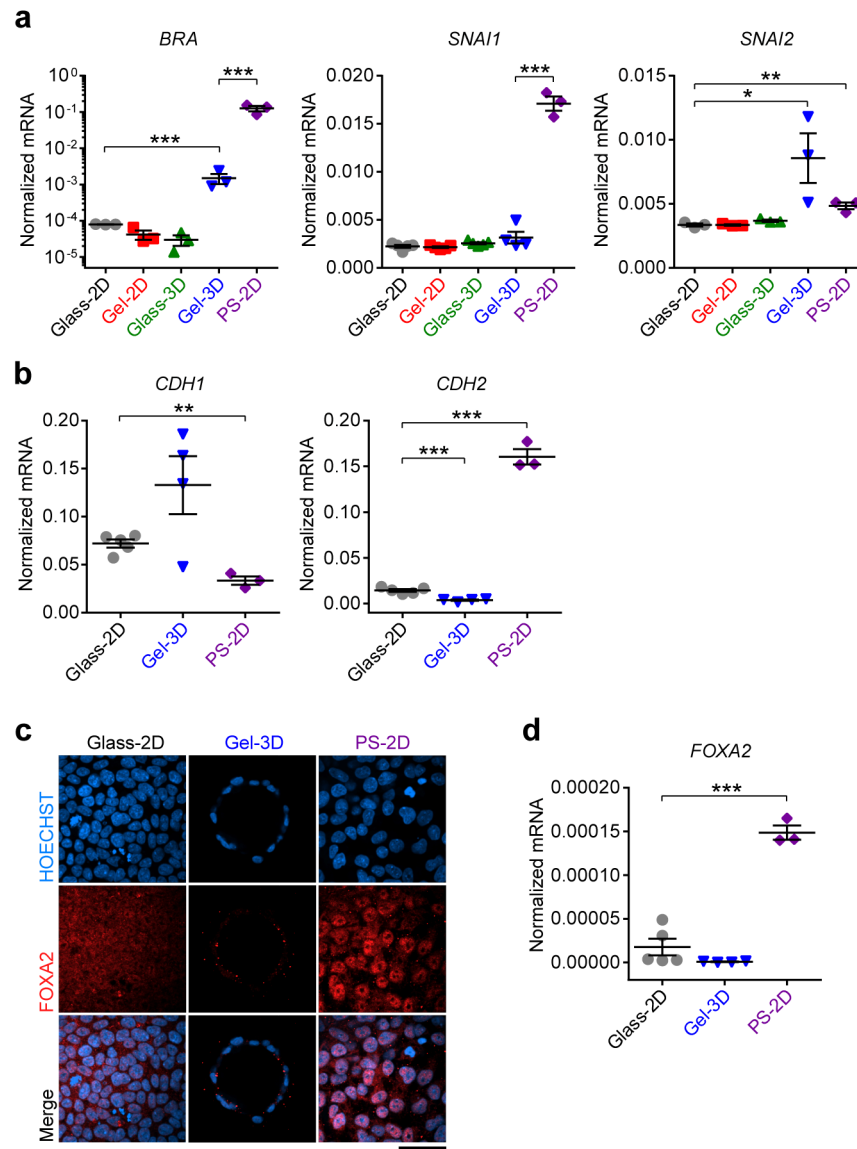 a
BRA
SNAI1
SNAI2
Normalized mRNA
10⁰
10⁻¹
10⁻²
10⁻³
10⁻⁴
10⁻⁵
***
***
Glass-2D
Gel-2D
Glass-3D
Gel-3D
PS-2D
Normalized mRNA
0.020
0.015
0.010
0.005
0.000
***
Glass-2D
Gel-2D
Glass-3D
Gel-3D
PS-2D
Normalized mRNA
0.015
0.010
0.005
0.000
**
*
Glass-2D
Gel-2D
Glass-3D
Gel-3D
PS-2D
b
CDH1
CDH2
Normalized mRNA
0.20
0.15
0.10
0.05
0.00
**
Glass-2D
Gel-3D
PS-2D
Normalized mRNA
0.20
0.15
0.10
0.05
0.00
***
***
Glass-2D
Gel-3D
PS-2D
c
Glass-2D
Gel-3D
PS-2D
HOECHST
FOXA2
Merge
d
FOXA2
Normalized mRNA
0.00020
0.00015
0.00010
0.00005
0.00000
***
Glass-2D
Gel-3D
PS-2D